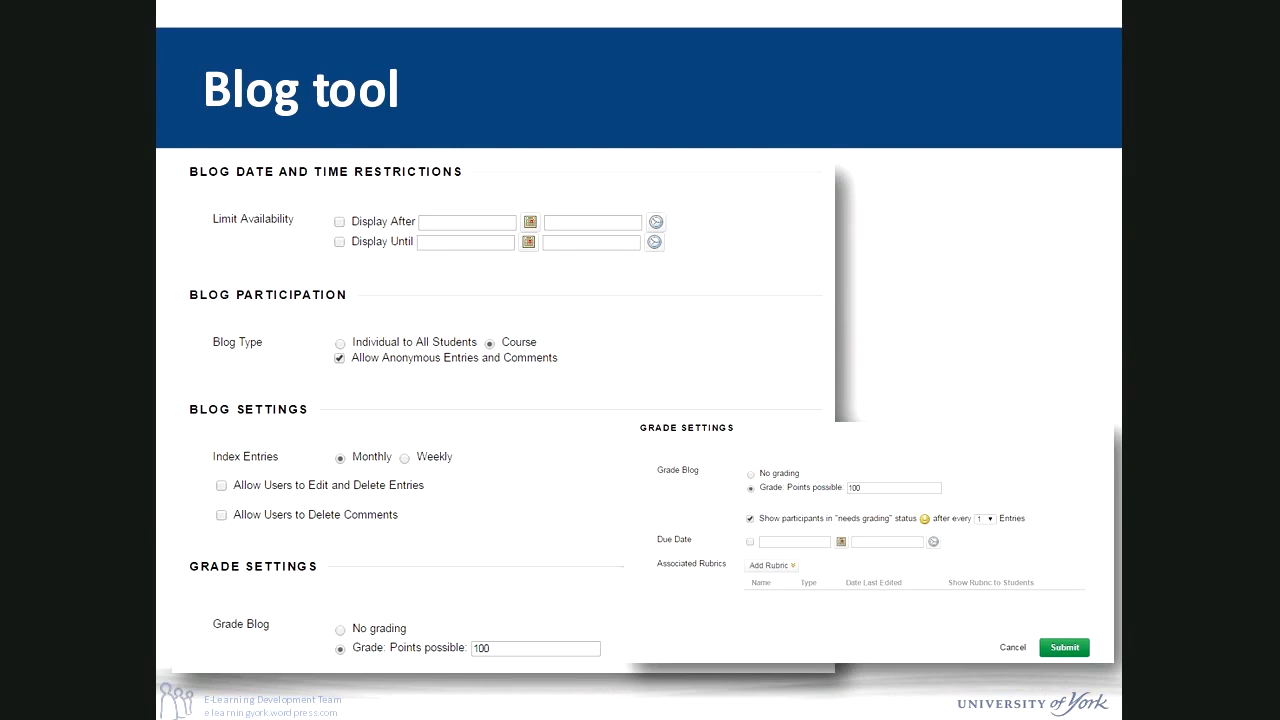 Blog tool
BLOG DATE AND TIME RESTRICTIONS
Limit Availability
Display After
Display Until
BLOG PARTICIPATION
Blog Type
Individual to All Students Course
Allow Anonymous Entries and Comments
BLOG SETTINGS
Index Entries
Monthly Weekly
Allow Users to Edit and Delete Entries
Allow Users to Delete Comments
GRADE SETTINGS
Grade Blog
No grading
Grade: Points possible: 100
GRADE SETTINGS
Grade Blog
No grading
Grade: Points possible: 100
Show participants in "needs grading" status after every 1 Entries
Due Date
Associated Rubrics
Add Rubric
Name Type Date Last Edited Show Rubric to Students
Cancel Submit
E-Learning Development Team
elearningyork.wordpress.com
UNIVERSITY of York